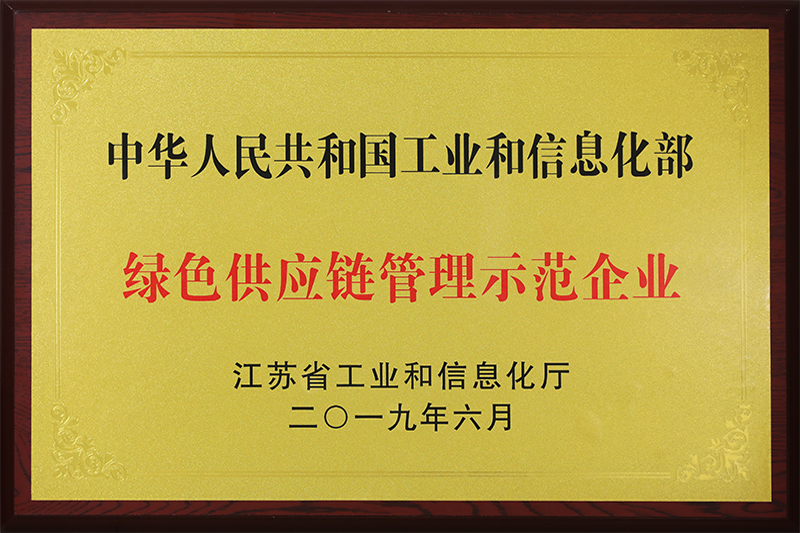 中华人民共和国工业和信息化部
绿色供应链管理示范企业
江苏省工业和信息化厅
二〇一九年六月